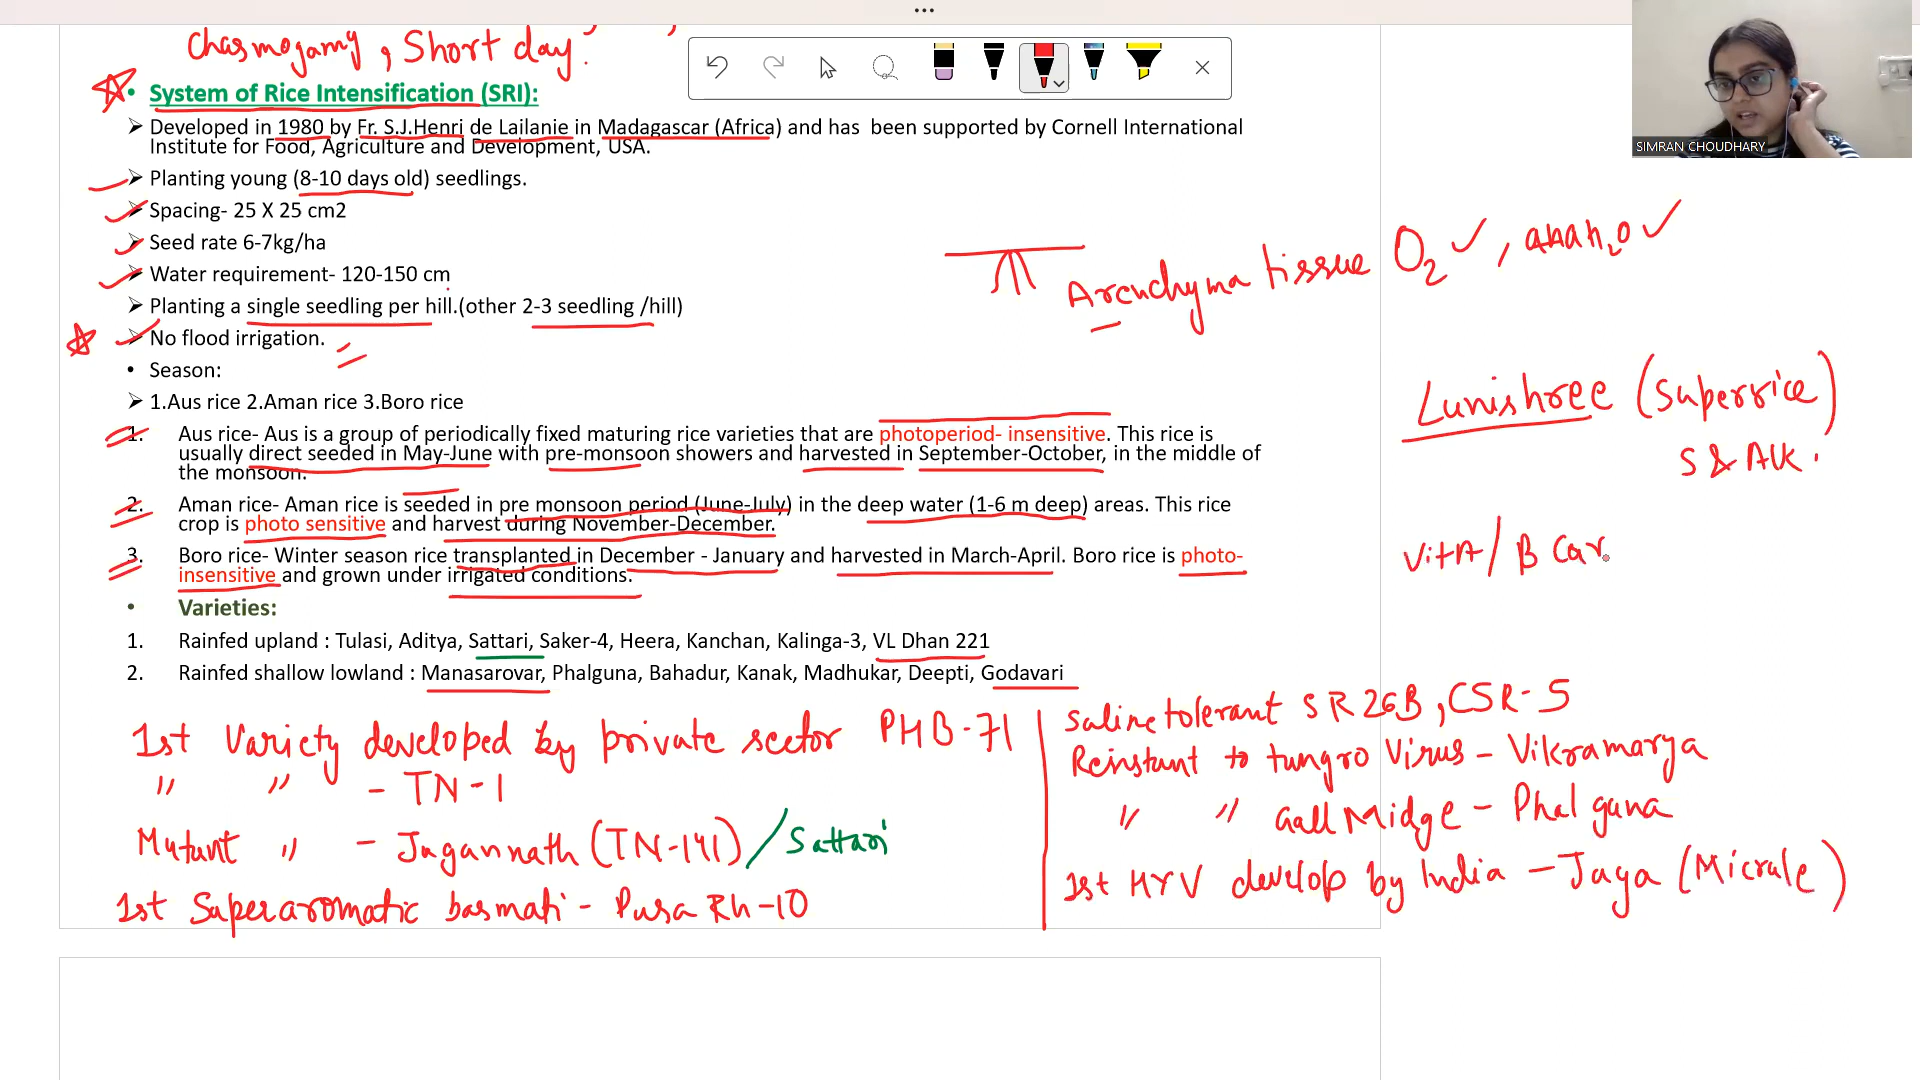 Chasmogamy, Short day.
• System of Rice Intensification (SRI):
➤ Developed in 1980 by Fr. S.J.Henri de Lailanie in Madagascar (Africa) and has been supported by Cornell International
Institute for Food, Agriculture and Development, USA.
➤ Planting young (8-10 days old) seedlings.
➤ Spacing- 25 X 25 cm2
➤ Seed rate 6-7kg/ha
➤ Water requirement- 120-150 cm
➤ Planting a single seedling per hill.(other 2-3 seedling /hill)
➤ No flood irrigation.
• Season:
➤ 1.Aus rice 2.Aman rice 3.Boro rice
1. Aus rice- Aus is a group of periodically fixed maturing rice varieties that are photoperiod- insensitive. This rice is
usually direct seeded in May-June with pre-monsoon showers and harvested in September-October, in the middle of
the monsoon.
2. Aman rice- Aman rice is seeded in pre monsoon period (June-July) in the deep water (1-6 m deep) areas. This rice
crop is photo sensitive and harvest during November-December.
3. Boro rice- Winter season rice transplanted in December - January and harvested in March-April. Boro rice is photo-
insensitive and grown under irrigated conditions.
• Varieties:
1. Rainfed upland : Tulasi, Aditya, Sattari, Saker-4, Heera, Kanchan, Kalinga-3, VL Dhan 221
2. Rainfed shallow lowland : Manasarovar, Phalguna, Bahadur, Kanak, Madhukar, Deepti, Godavari
1st Variety developed by private sector PHB-71
" " - TN-1
Mutant " - Jagannath (TN-141) / Sattari
1st Superaromatic basmati - Pusa Rh-10
Saline tolerant SR 26B, CSR-5
Reinstant to tungro Virus - Vikramarya
" " Gall Midge - Phalguna
1st HYV develop by India - Jaya (Micrale)
Arenchyma tissue O2 ,
Lunishree (Superrice)
S & Alk.
VitA / B Car
SIMRAN CHOUDHARY